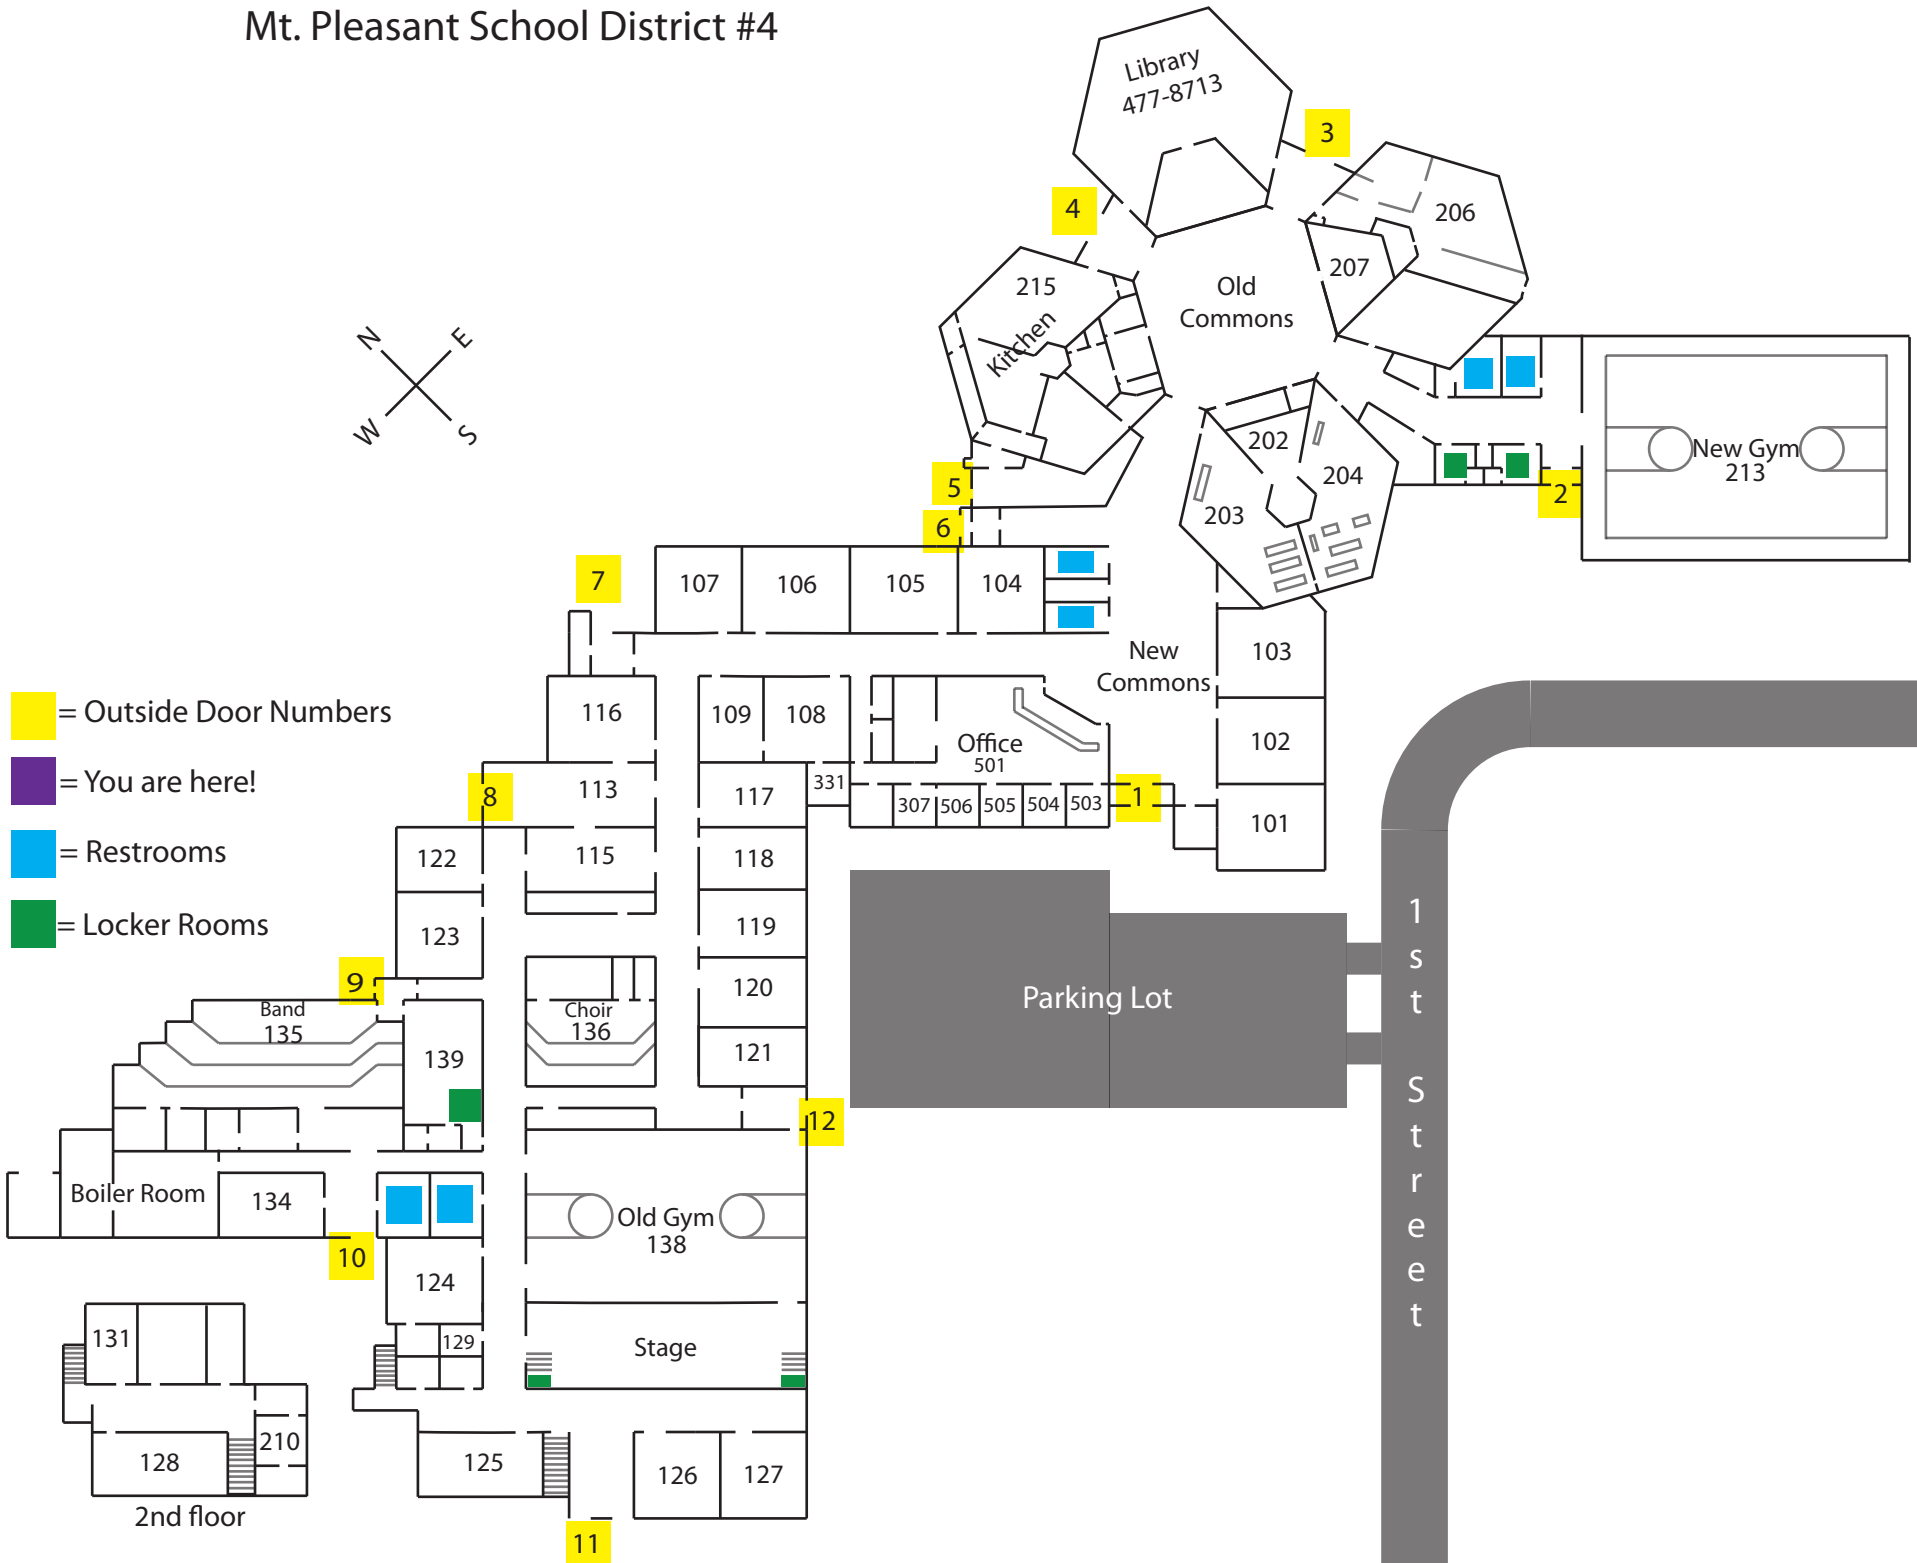 Mt. Pleasant School District #4
Library
477-8713
3
4
206
207
215
Kitchen
Old
Commons
N
E
W
S
202
204
203
New Gym
213
2
5
6
7
107
106
105
104
New
Commons
103
102
101
116
109
108
Office
501
331
307
506
505
504
503
1
= Outside Door Numbers
= You are here!
= Restrooms
= Locker Rooms
8
113
117
122
115
118
123
119
9
Band
135
Choir
136
120
139
121
12
Parking Lot
1
s
t
S
t
r
e
e
t
Boiler Room
134
Old Gym
138
10
124
131
129
Stage
210
128
125
126
127
2nd floor
11